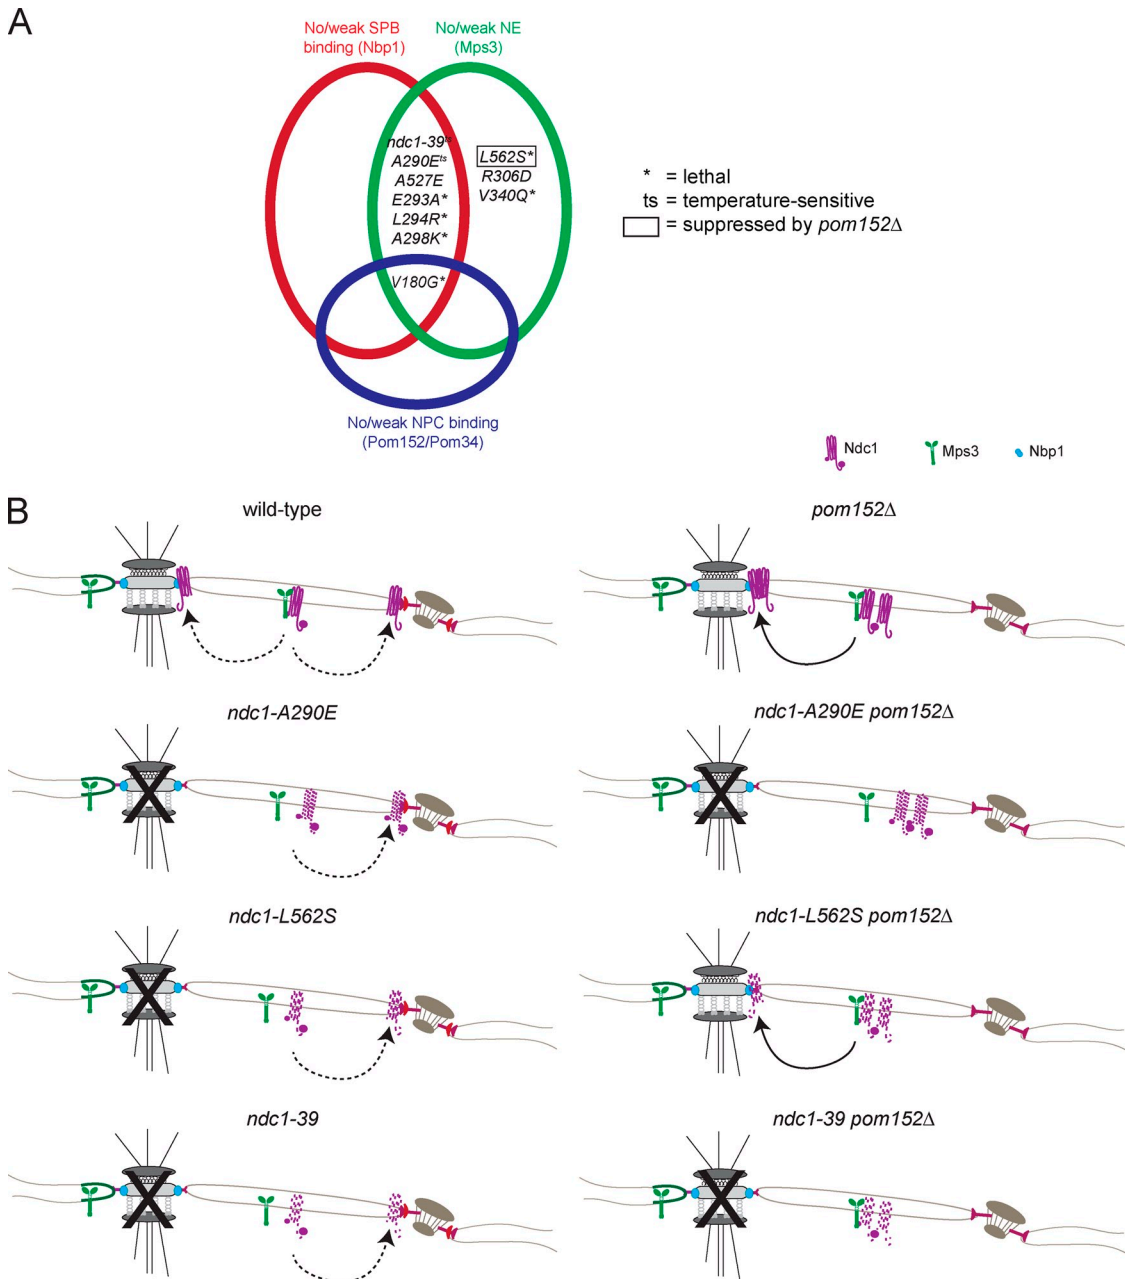 A
No/weak SPB
binding (Nbp1)
No/weak NE
(Mps3)
ndc1-39ts
A290Ets
A527E
E293A*
L294R*
A298K*
L562S*
R306D
V340Q*
V180G*
No/weak NPC binding
(Pom152/Pom34)
* = lethal
ts = temperature-sensitive
= suppressed by pom152Δ
Ndc1
Mps3
Nbp1
B
wild-type
pom152Δ
ndc1-A290E
ndc1-A290E pom152Δ
ndc1-L562S
ndc1-L562S pom152Δ
ndc1-39
ndc1-39 pom152Δ